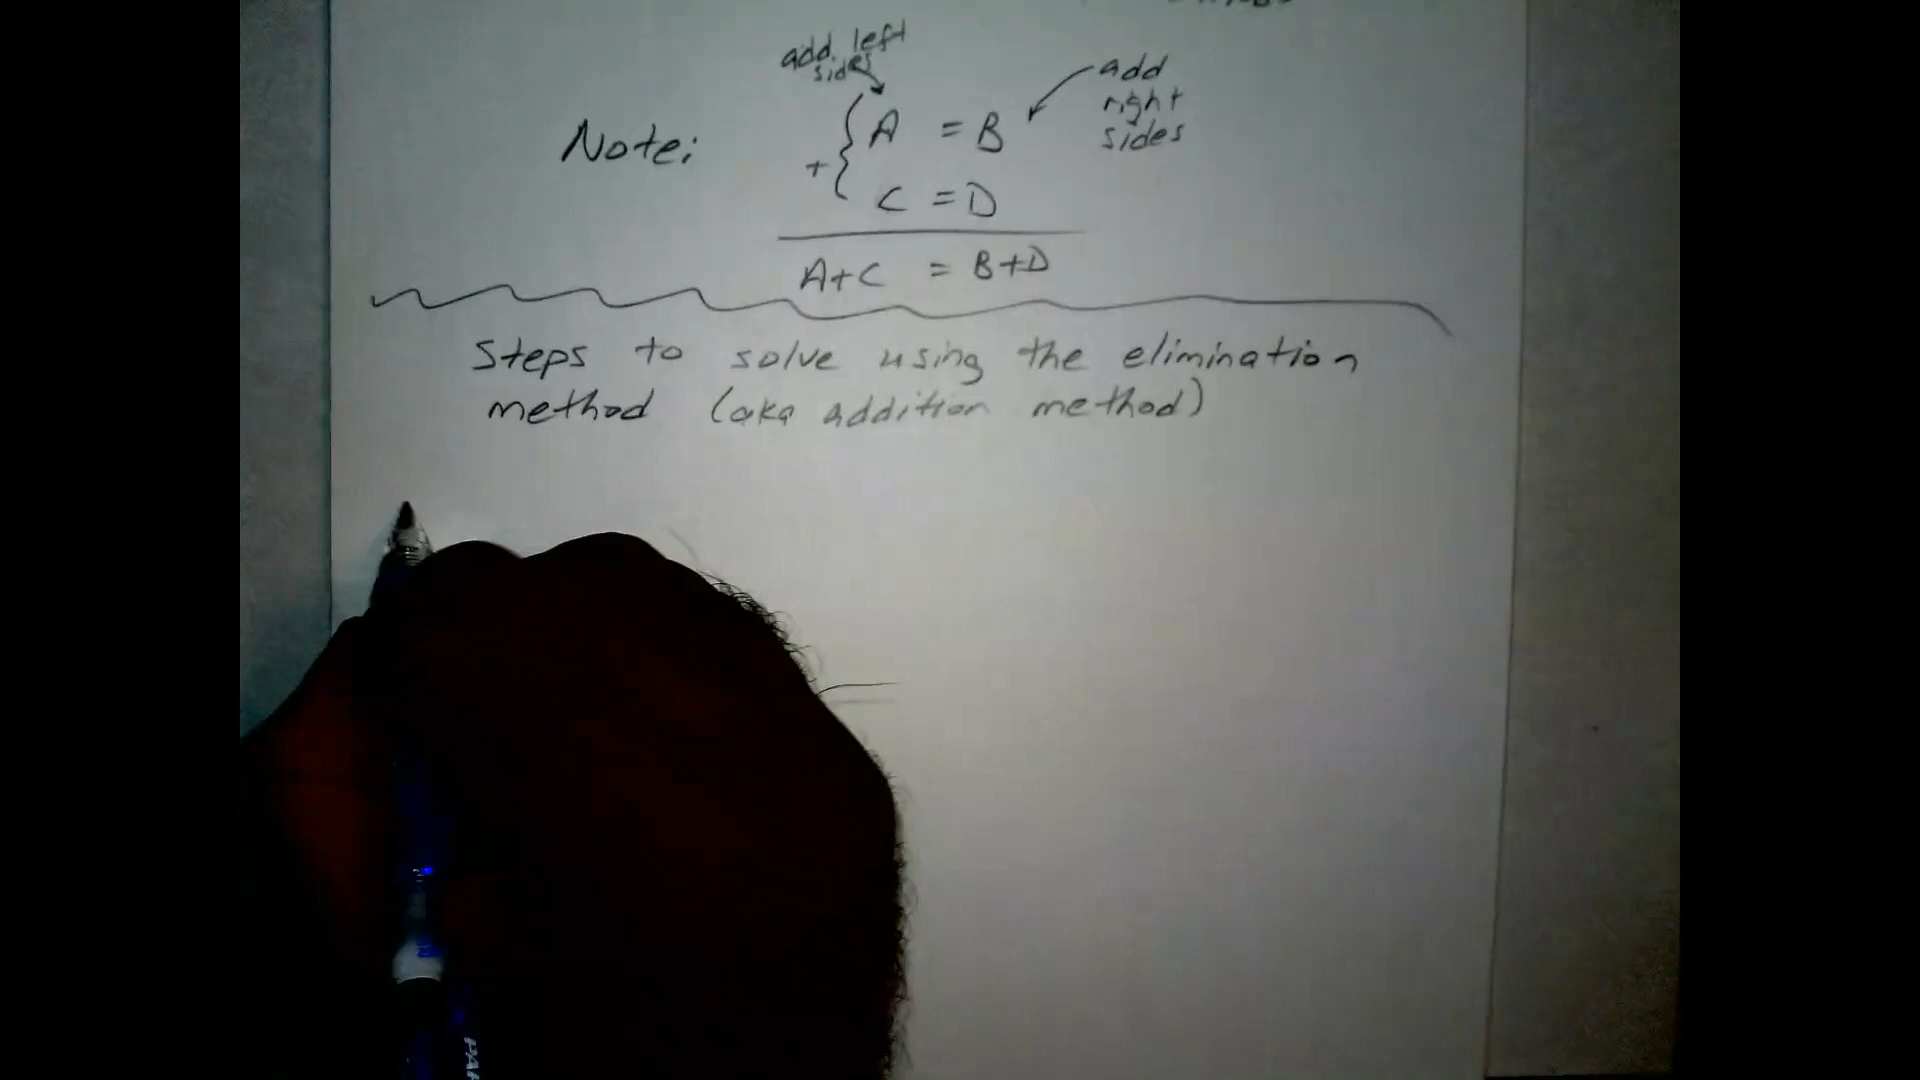 add left
sides
add
right
sides
Note:
+ { A = B
C = D
A+C = B+D
Steps to solve using the elimination
method (aka addition method)